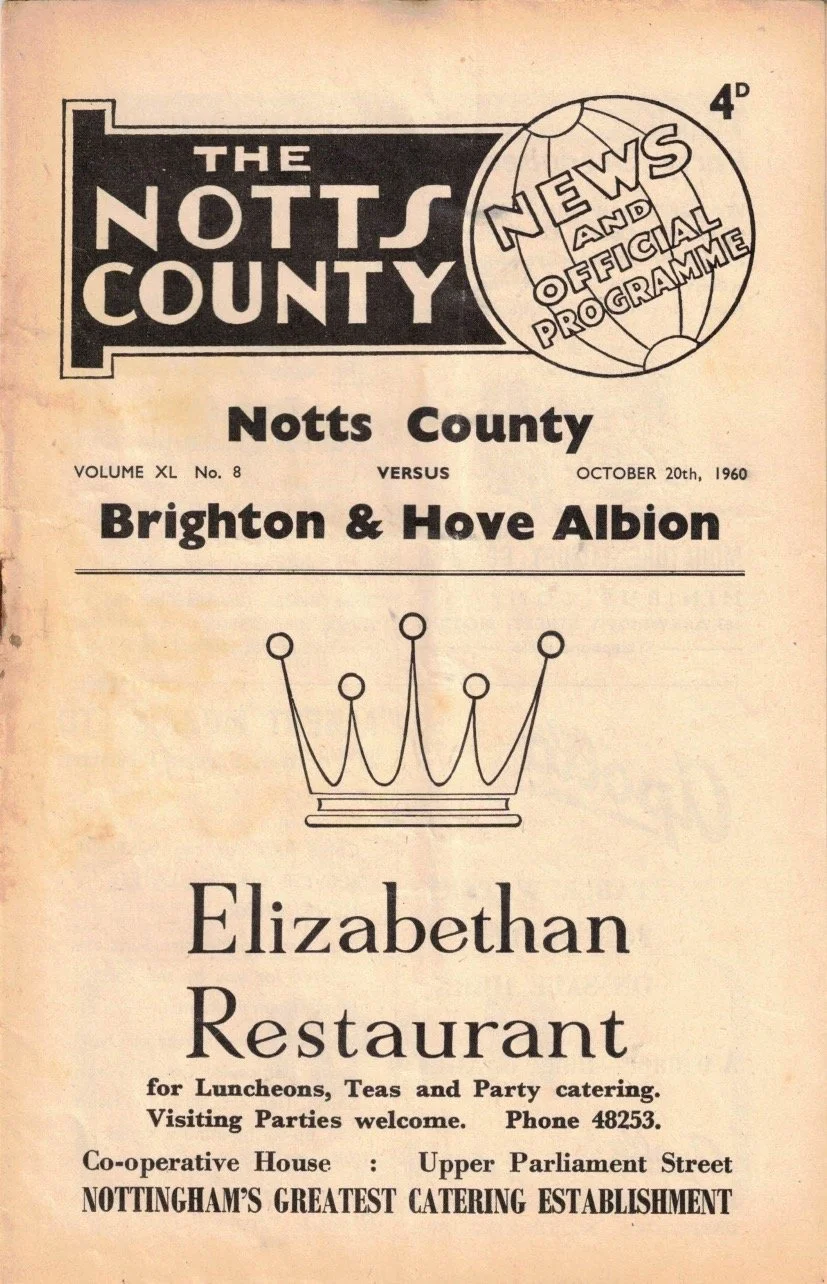 4D
THE
NOTTS
COUNTY
NEWS
AND
OFFICIAL
PROGRAMME
Notts County
VOLUME XL No. 8 VERSUS OCTOBER 20th, 1960
Brighton & Hove Albion
Elizabethan
Restaurant
for Luncheons, Teas and Party catering.
Visiting Parties welcome. Phone 48253.
Co-operative House : Upper Parliament Street
NOTTINGHAM'S GREATEST CATERING ESTABLISHMENT